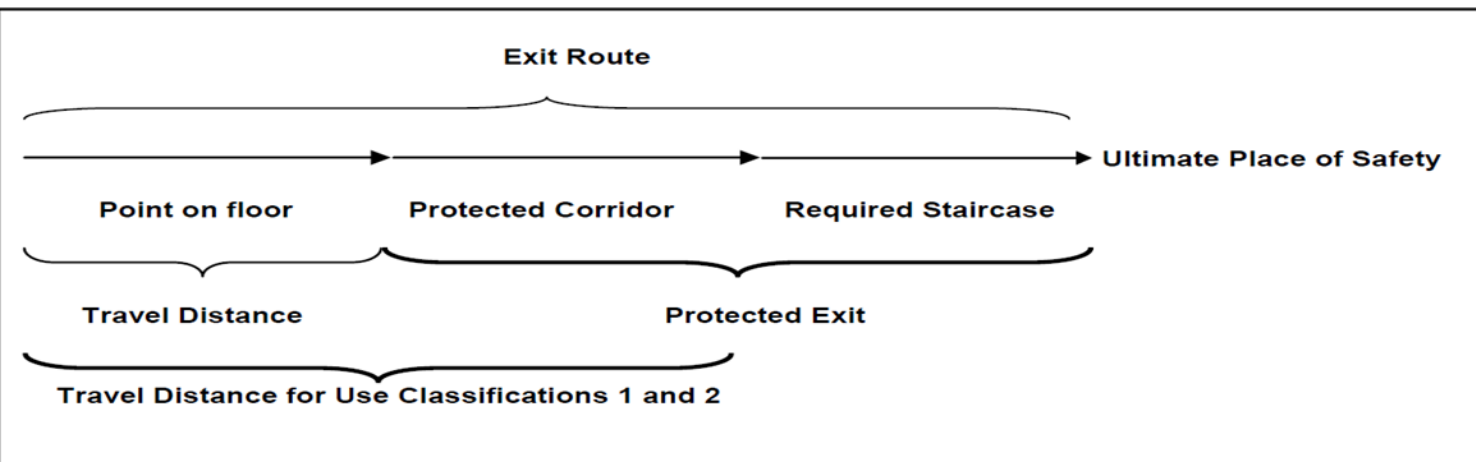 Exit Route
Ultimate Place of Safety
Point on floor
Protected Corridor
Required Staircase
Travel Distance
Protected Exit
Travel Distance for Use Classifications 1 and 2